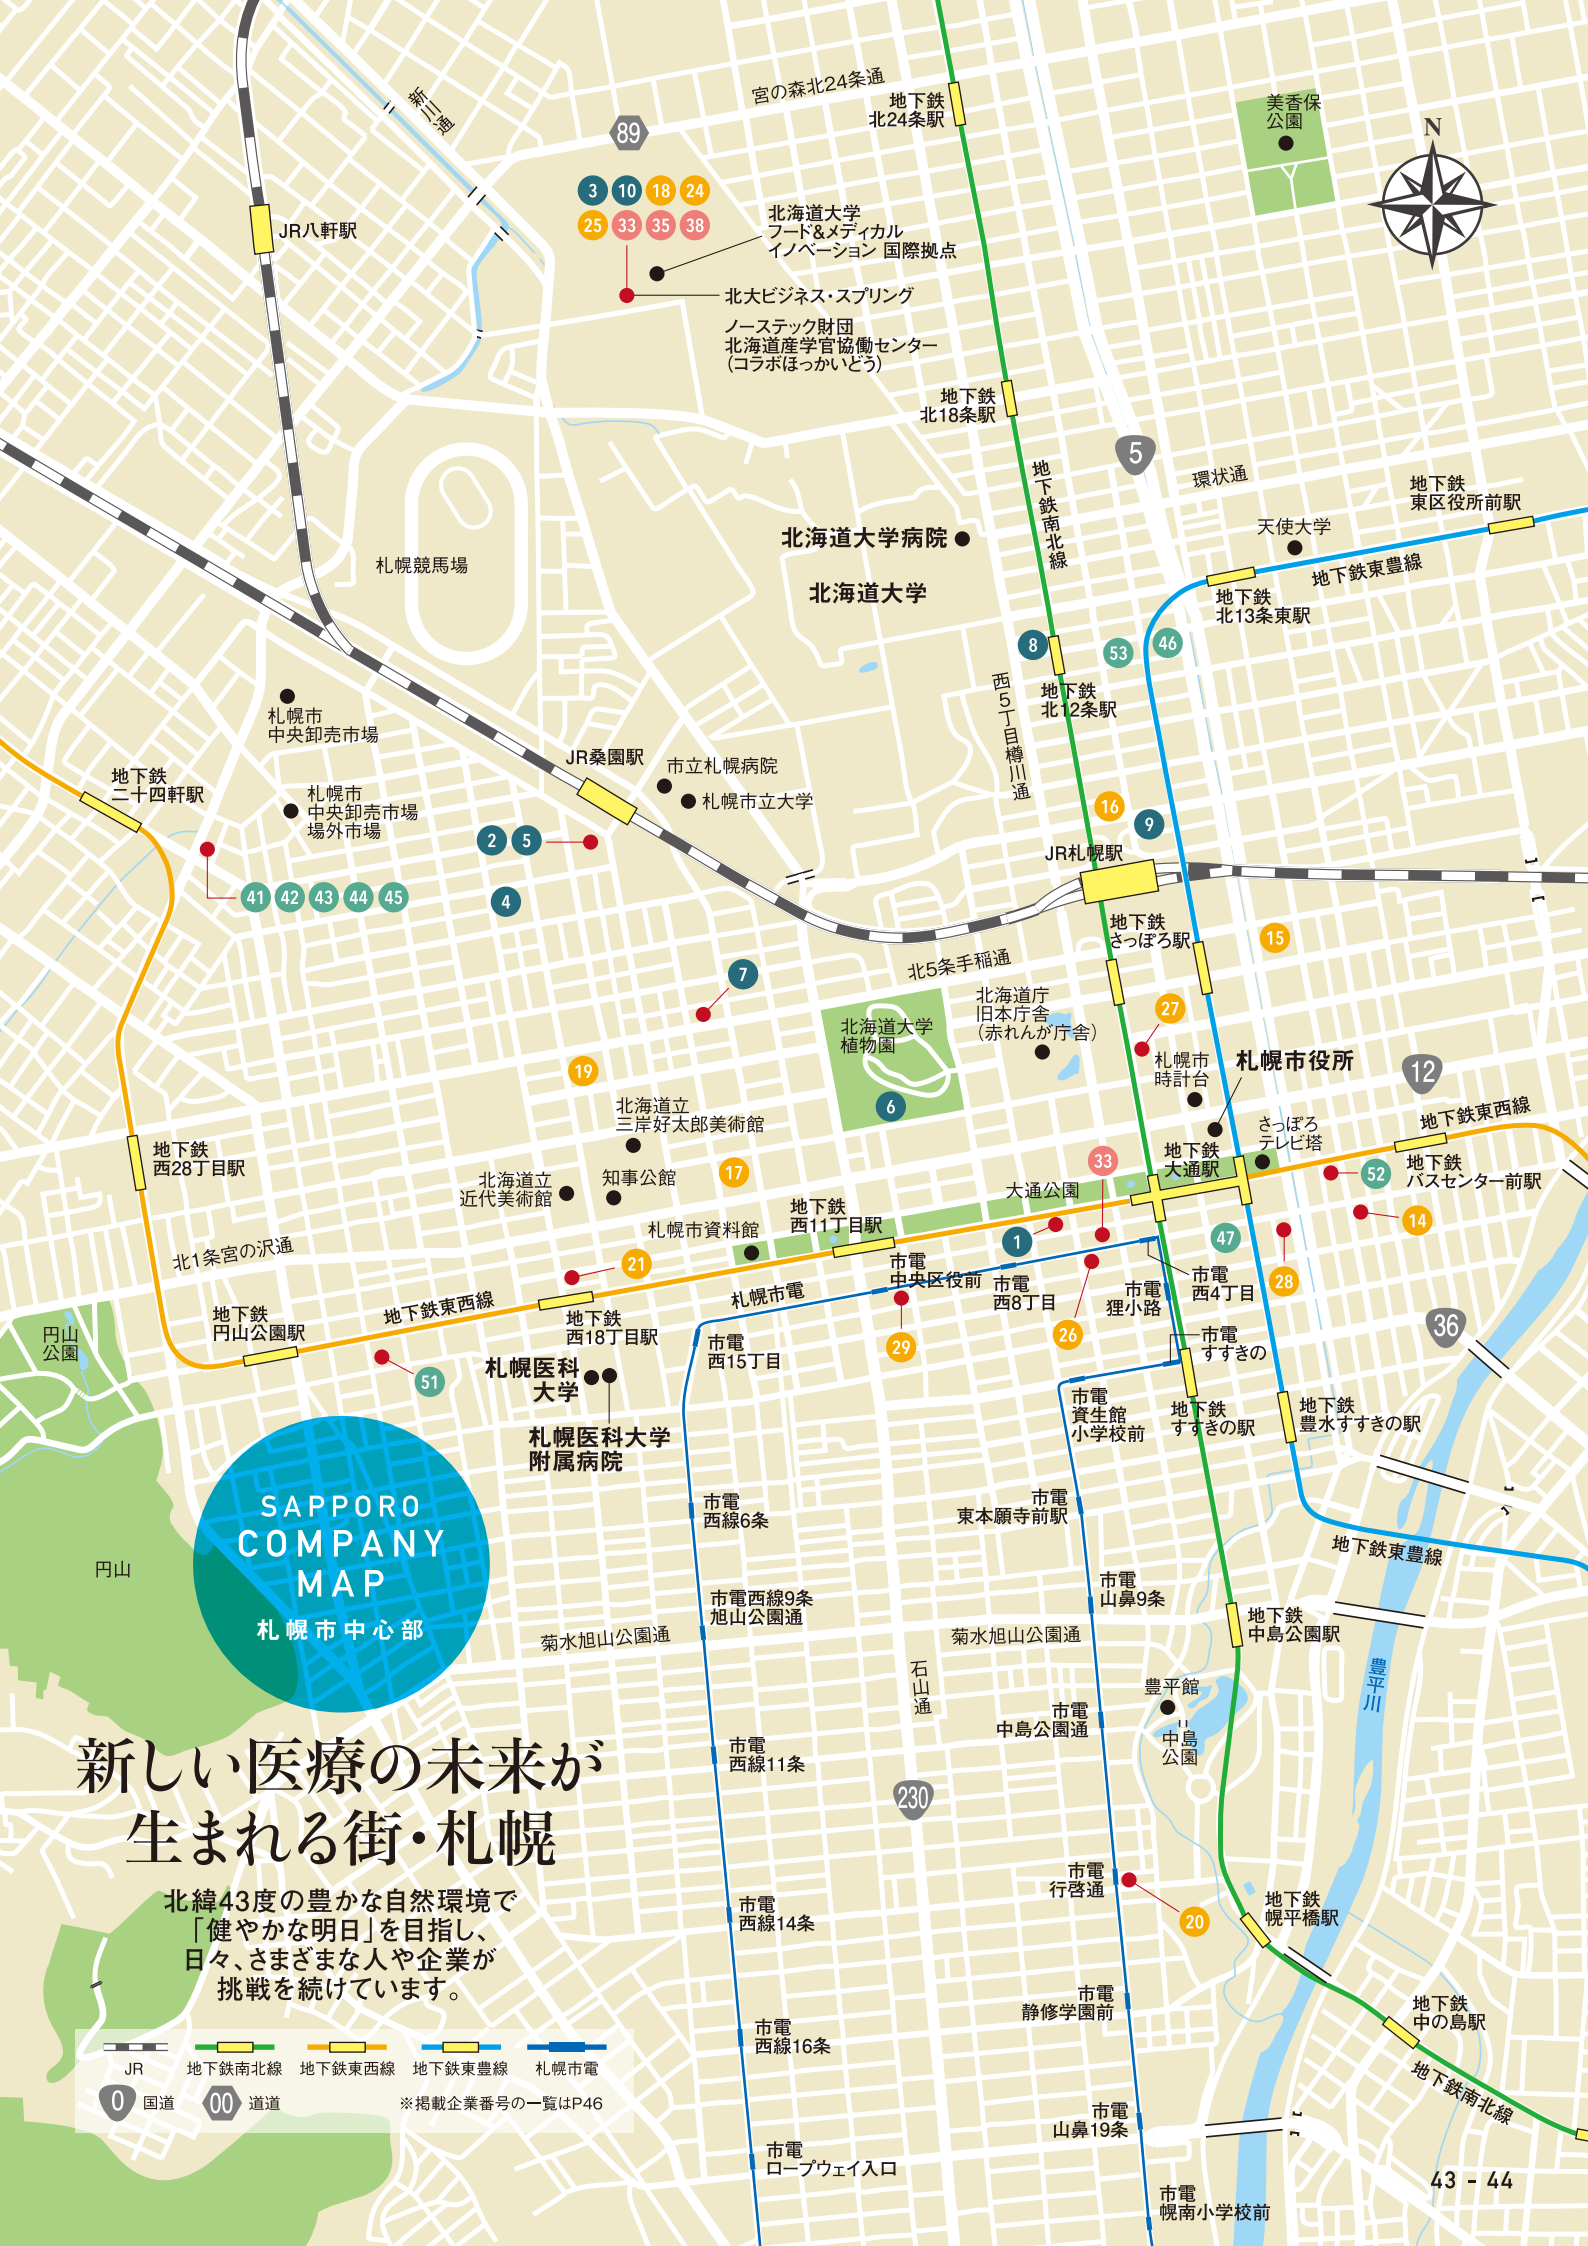 宮の森北24条通
新川通
89
地下鉄
北24条駅
美香保
公園
N
3 10 18 24
25 33 35 38
JR八軒駅
北海道大学
フード&メディカル
イノベーション 国際拠点
北大ビジネス・スプリング
ノーステック財団
北海道産学官協働センター
(コラボほっかいどう)
地下鉄
北18条駅
5
地下鉄南北線
環状通
地下鉄
東区役所前駅
天使大学
地下鉄東豊線
地下鉄
北13条東駅
札幌競馬場
北海道大学病院
北海道大学
8
53
46
地下鉄
北12条駅
西5丁目樽川通
札幌市
中央卸売市場
地下鉄
二十四軒駅
札幌市
中央卸売市場
場外市場
JR桑園駅
市立札幌病院
札幌市立大学
2 5
4
41 42 43 44 45
16
9
JR札幌駅
地下鉄
さっぽろ駅
15
北5条手稲通
7
北海道大学
植物園
6
北海道庁
旧本庁舎
(赤れんが庁舎)
27
札幌市
時計台
札幌市役所
12
地下鉄東西線
さっぽろ
テレビ塔
19
北海道立
三岸好太郎美術館
地下鉄
西28丁目駅
北海道立
近代美術館
知事公館
17
33
地下鉄
大通駅
52
地下鉄
バスセンター前駅
大通公園
札幌市資料館
地下鉄
西11丁目駅
1
47
14
28
北1条宮の沢通
21
市電
中央区役前
市電
西8丁目
市電
狸小路
市電
西4丁目
札幌市電
地下鉄東西線
地下鉄
円山公園駅
地下鉄
西18丁目駅
円山
公園
51
札幌医科
大学
札幌医科大学
附属病院
市電
西15丁目
29
26
市電
すすきの
36
市電
資生館
小学校前
地下鉄
すすきの駅
地下鉄
豊水すすきの駅
SAPPORO
COMPANY
MAP
札幌市中心部
円山
市電
西線6条
市電
東本願寺前駅
地下鉄東豊線
市電西線9条
旭山公園通
市電
山鼻9条
地下鉄
中島公園駅
菊水旭山公園通
菊水旭山公園通
石山通
豊平川
豊平館
中島
公園
市電
中島公園通
市電
西線11条
230
新しい医療の未来が
生まれる街・札幌
北緯43度の豊かな自然環境で
「健やかな明日」を目指し、
日々、さまざまな人や企業が
挑戦を続けています。
市電
行啓通
20
地下鉄
幌平橋駅
市電
西線14条
市電
静修学園前
地下鉄
中の島駅
市電
西線16条
地下鉄南北線
JR 地下鉄南北線 地下鉄東西線 地下鉄東豊線 札幌市電
0 国道 00 道道 ※掲載企業番号の一覧はP46
市電
山鼻19条
市電
ロープウェイ入口
43 - 44
市電
幌南小学校前